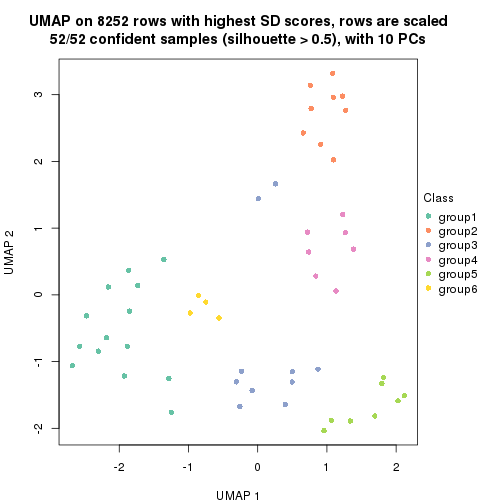 UMAP on 8252 rows with highest SD scores, rows are scaled
52/52 confident samples (silhouette > 0.5), with 10 PCs
3
2
1
0
-1
-2
UMAP 2
-2
-1
0
1
2
UMAP 1
Class
group1
group2
group3
group4
group5
group6